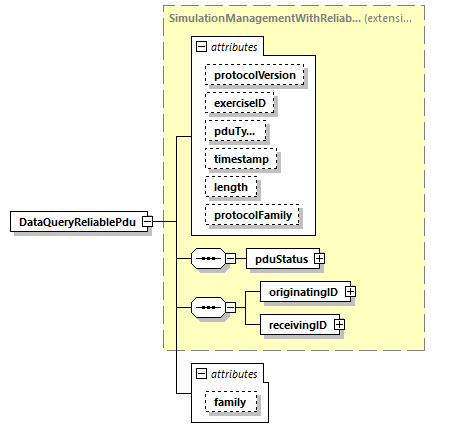 SimulationManagementWithReliab... (extensi...
attributes
protocolVersion
exerciseID
pduTy...
timestamp
length
protocolFamily
DataQueryReliablePdu
pduStatus
originatingID
receivingID
attributes
family